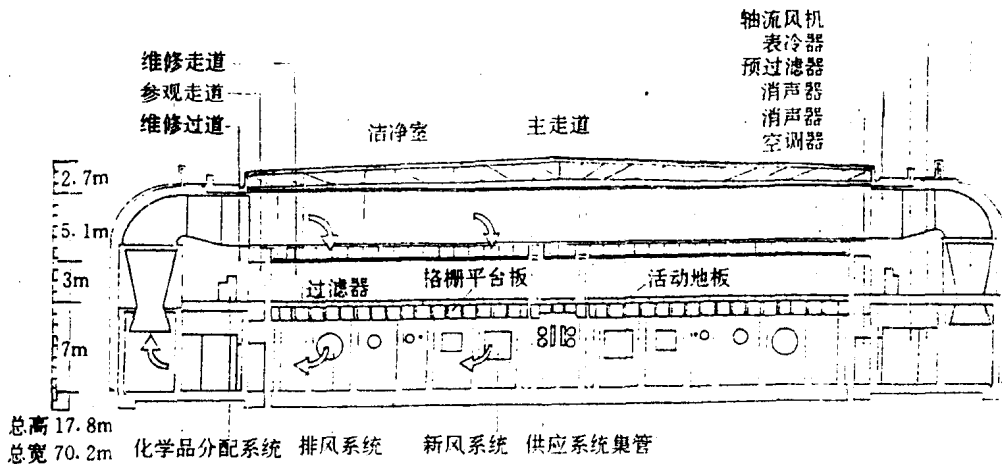 轴流风机
表冷器
预过滤器
消声器
消声器
空调器
维修走道
参观走道
维修过道
洁净室
主走道
2.7m
5.1m
3m
7m
过滤器
格栅平台板
活动地板
总高17.8m
总宽70.2m
化学品分配系统
排风系统
新风系统
供应系统集管